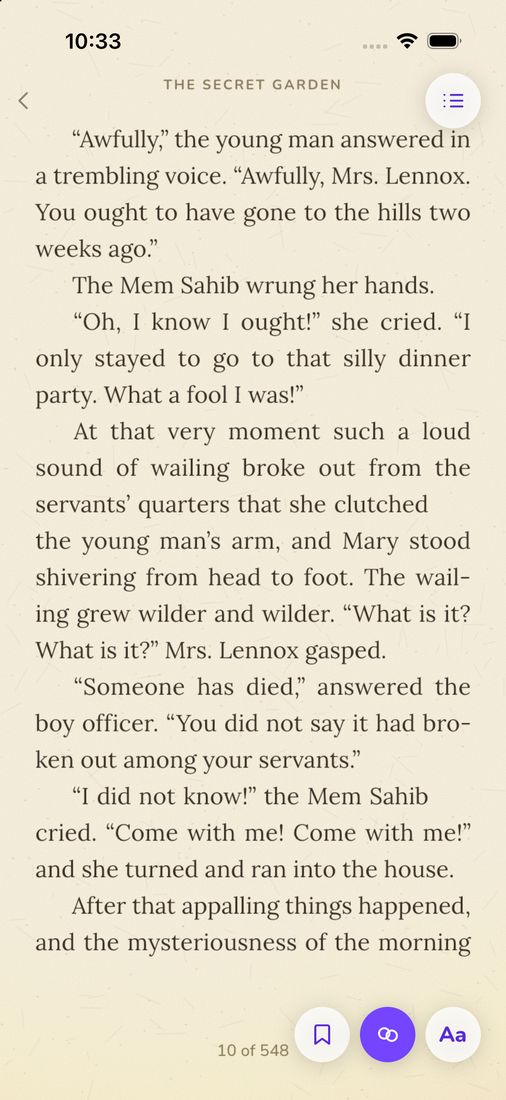 10:33
THE SECRET GARDEN
“Awfully,” the young man answered in
a trembling voice. “Awfully, Mrs. Lennox.
You ought to have gone to the hills two
weeks ago.”
The Mem Sahib wrung her hands.
“Oh, I know I ought!” she cried. “I
only stayed to go to that silly dinner
party. What a fool I was!”
At that very moment such a loud
sound of wailing broke out from the
servants’ quarters that she clutched
the young man’s arm, and Mary stood
shivering from head to foot. The wail-
ing grew wilder and wilder. “What is it?
What is it?” Mrs. Lennox gasped.
“Someone has died,” answered the
boy officer. “You did not say it had bro-
ken out among your servants.”
“I did not know!” the Mem Sahib
cried. “Come with me! Come with me!”
and she turned and ran into the house.
After that appalling things happened,
and the mysteriousness of the morning
10 of 548
Aa